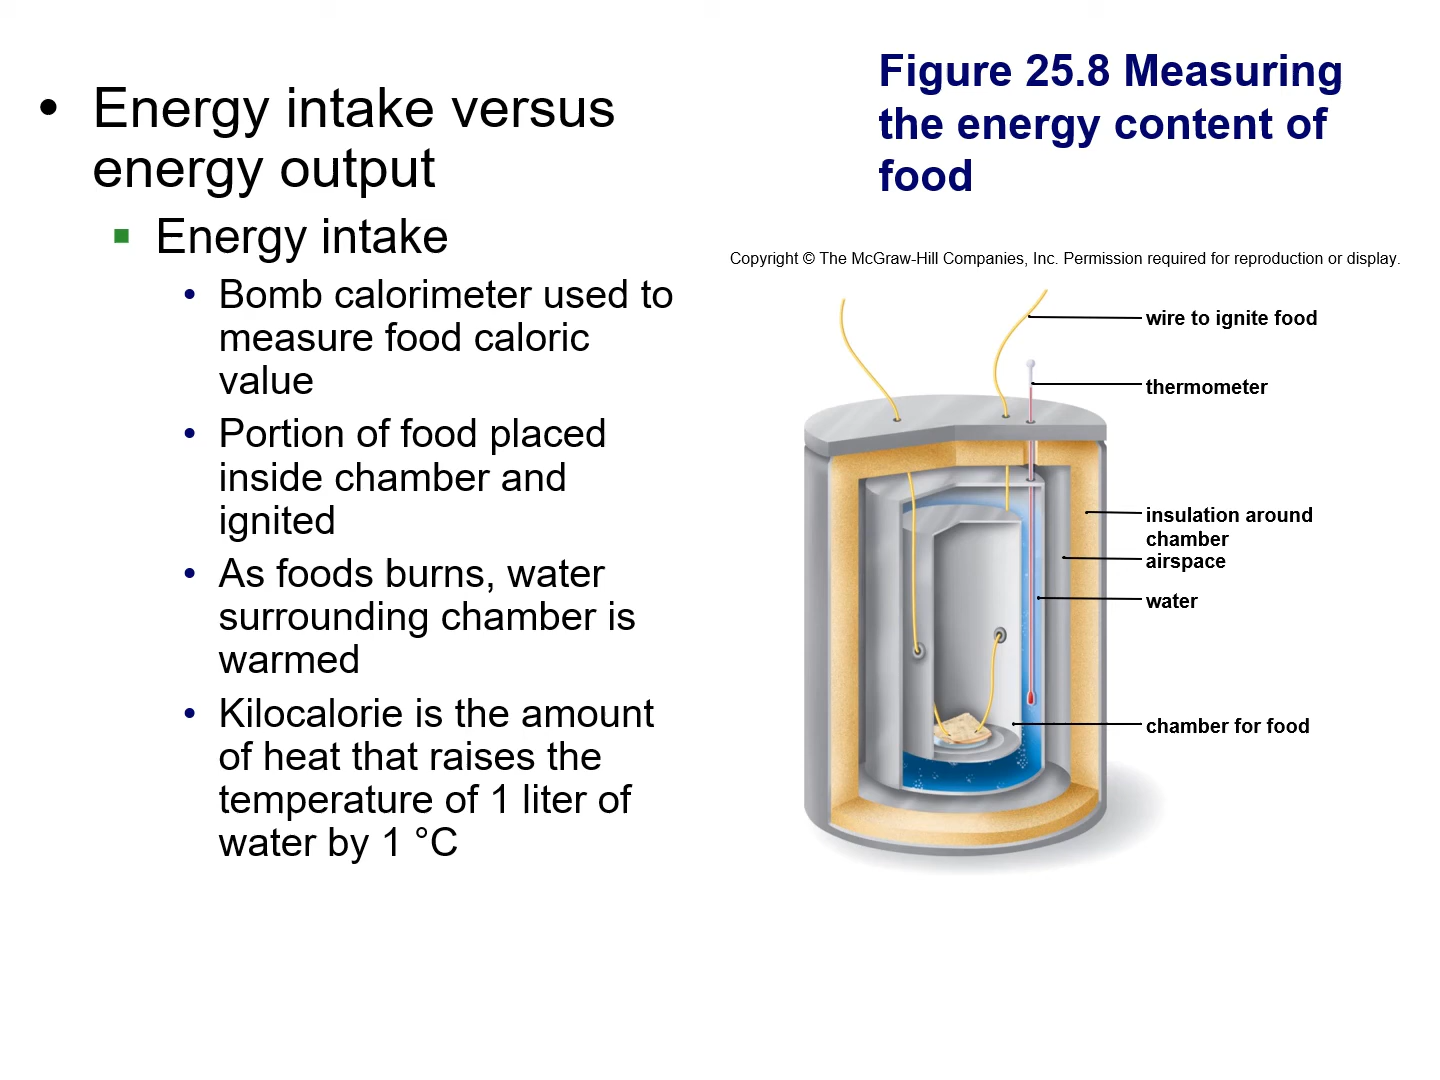 Figure 25.8 Measuring
the energy content of
food
• Energy intake versus
energy output
▪ Energy intake
• Bomb calorimeter used to
measure food caloric
value
• Portion of food placed
inside chamber and
ignited
• As foods burns, water
surrounding chamber is
warmed
• Kilocalorie is the amount
of heat that raises the
temperature of 1 liter of
water by 1 °C
Copyright © The McGraw-Hill Companies, Inc. Permission required for reproduction or display.
wire to ignite food
thermometer
insulation around
chamber
airspace
water
chamber for food